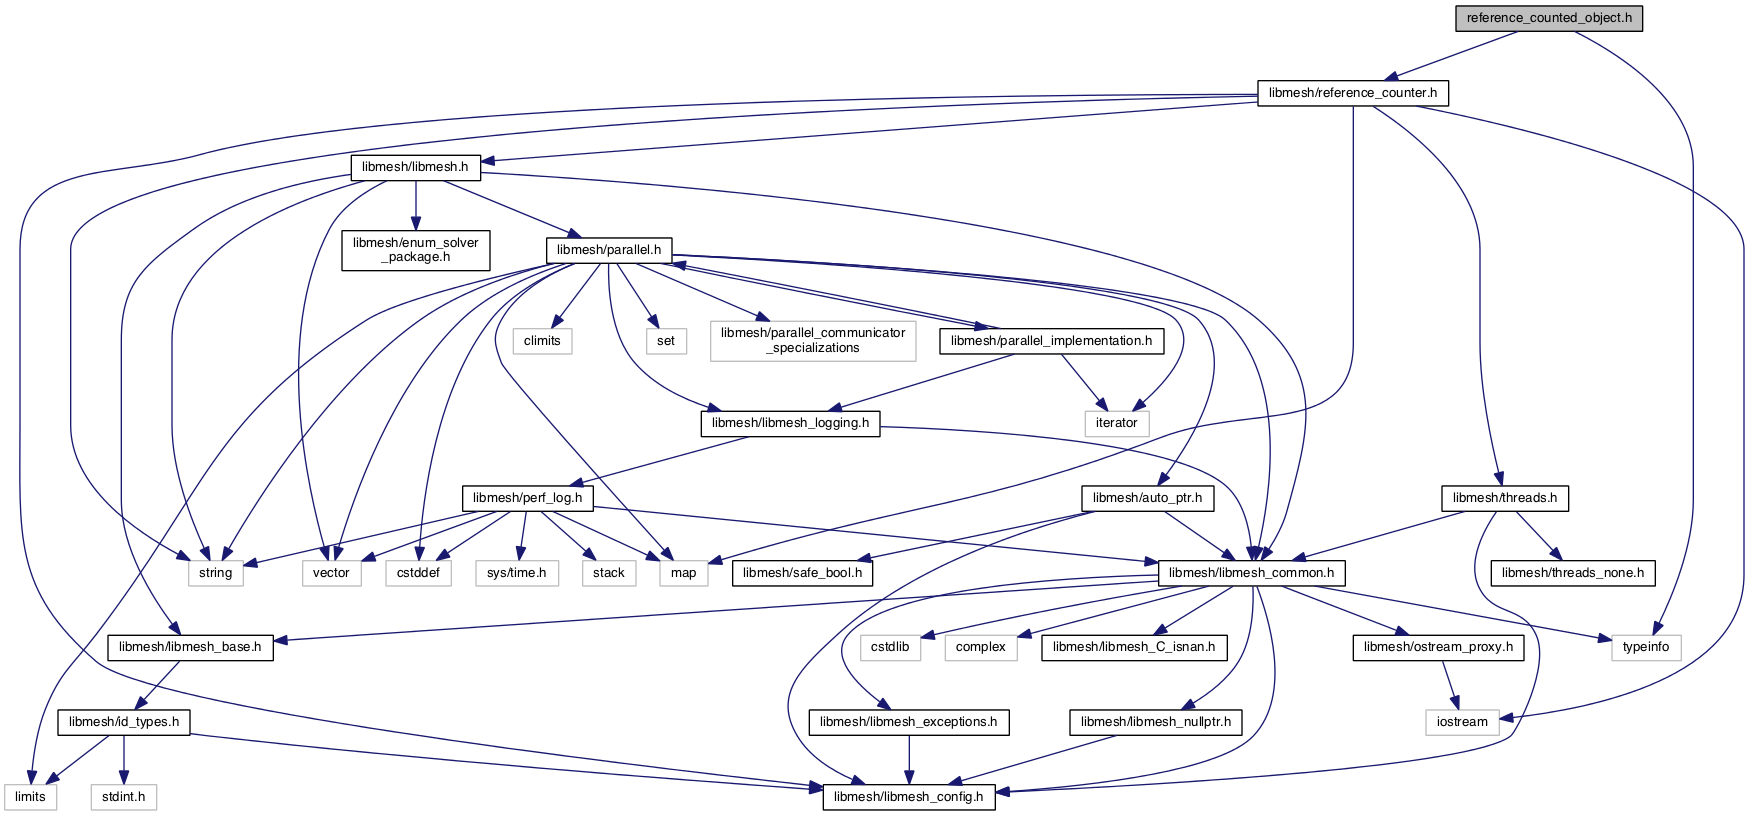 reference_counted_object.h
libmesh/reference_counter.h
libmesh/libmesh.h
libmesh/enum_solver
_package.h
libmesh/parallel.h
climits
set
libmesh/parallel_communicator
_specializations
libmesh/parallel_implementation.h
libmesh/libmesh_logging.h
iterator
libmesh/perf_log.h
libmesh/auto_ptr.h
libmesh/threads.h
string
vector
cstddef
sys/time.h
stack
map
libmesh/safe_bool.h
libmesh/libmesh_common.h
libmesh/threads_none.h
libmesh/libmesh_base.h
cstdlib
complex
libmesh/libmesh_C_isnan.h
libmesh/ostream_proxy.h
typeinfo
libmesh/id_types.h
libmesh/libmesh_exceptions.h
libmesh/libmesh_nullptr.h
iostream
limits
stdint.h
libmesh/libmesh_config.h